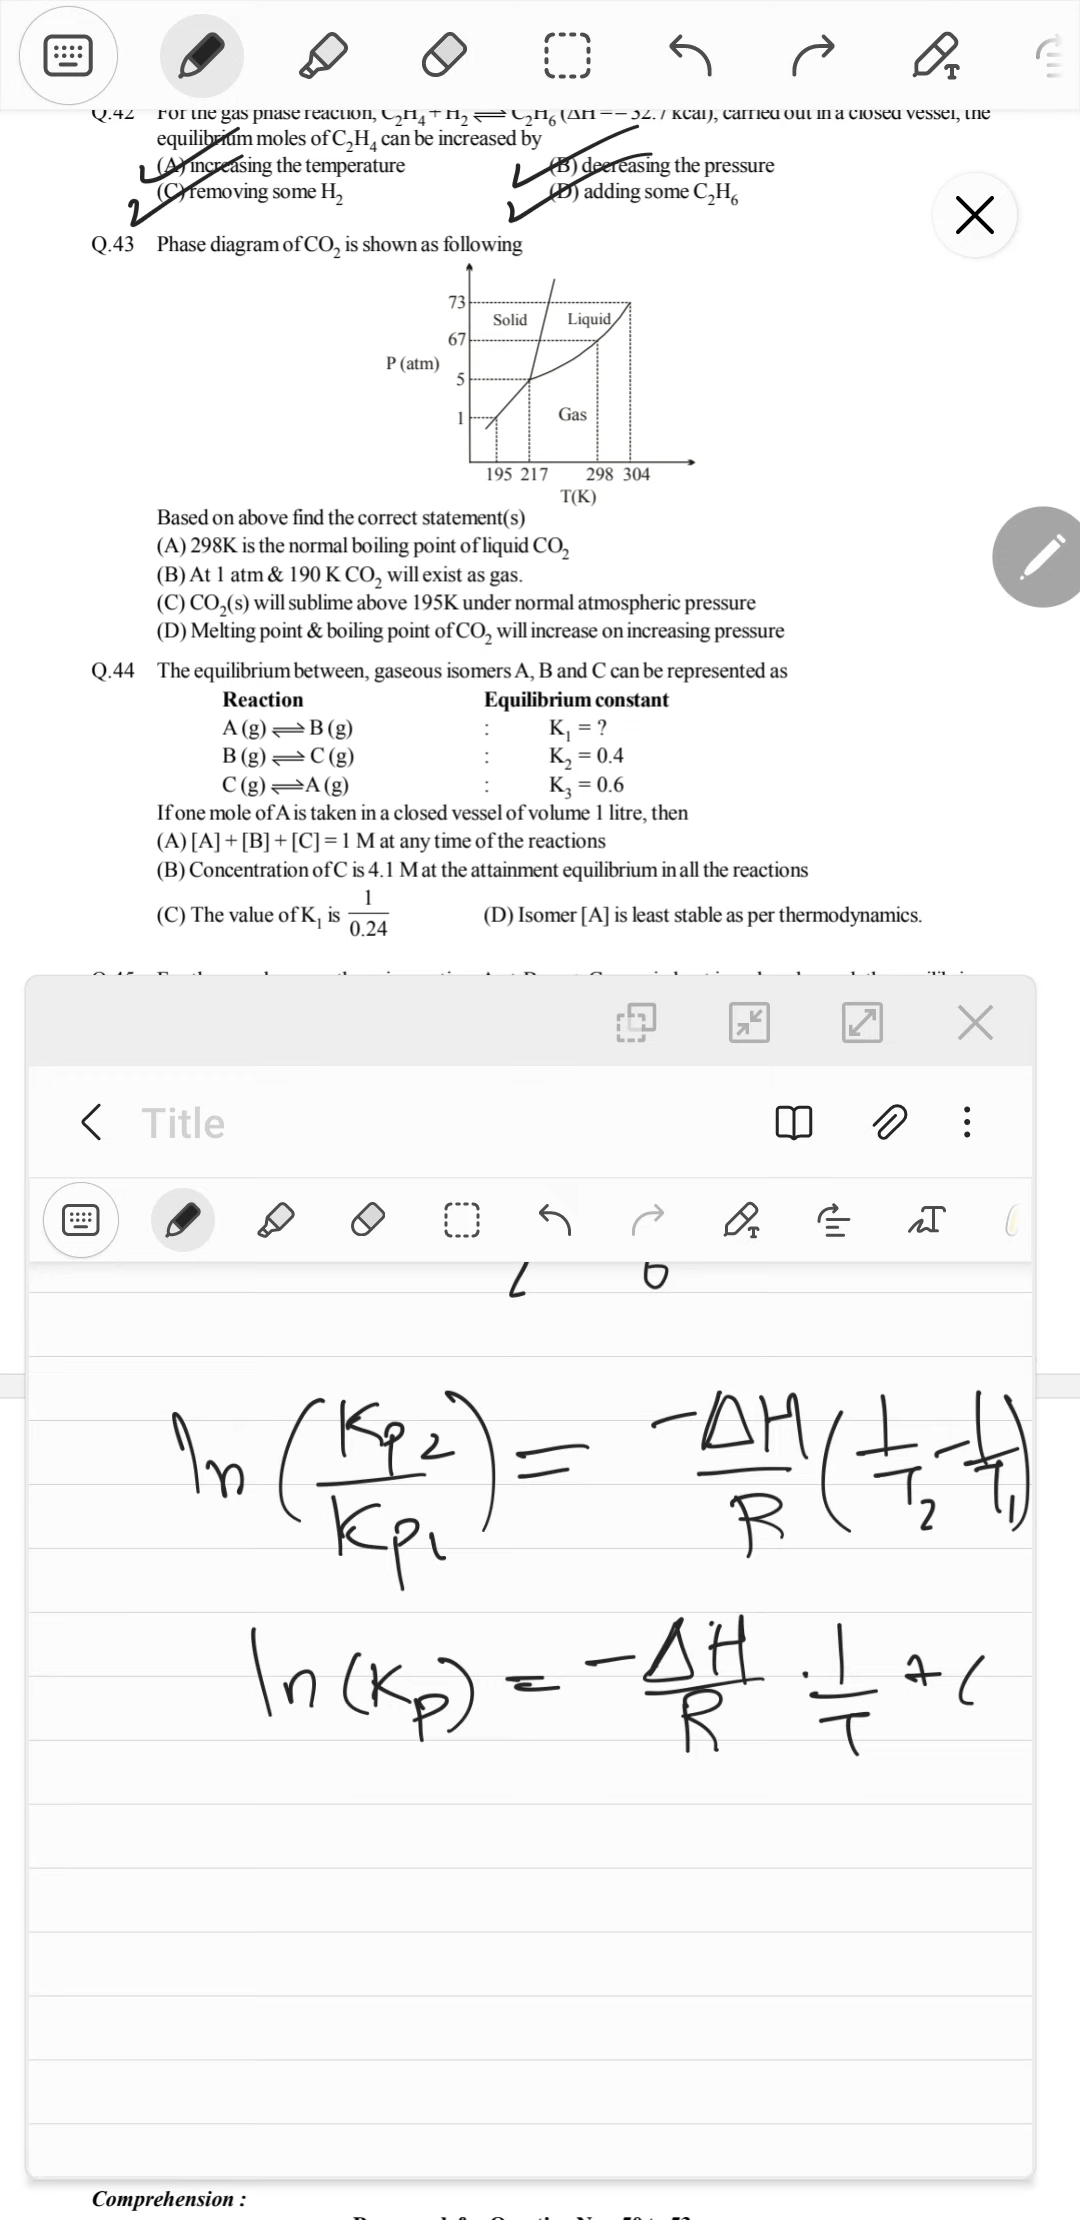 Q.42 For the gas phase reaction, C₂H₄ + H₂ ⇌ C₂H₆ (ΔH = – 32.7 kcal), carried out in a closed vessel, the
equilibrium moles of C₂H₄ can be increased by
(A) increasing the temperature (B) decreasing the pressure
(C) removing some H₂ (D) adding some C₂H₆
Q.43 Phase diagram of CO₂ is shown as following
73
Solid Liquid
67
P (atm)
5
1 Gas
195 217 298 304
T(K)
Based on above find the correct statement(s)
(A) 298K is the normal boiling point of liquid CO₂
(B) At 1 atm & 190 K CO₂ will exist as gas.
(C) CO₂(s) will sublime above 195K under normal atmospheric pressure
(D) Melting point & boiling point of CO₂ will increase on increasing pressure
Q.44 The equilibrium between, gaseous isomers A, B and C can be represented as
Reaction Equilibrium constant
A (g) ⇌ B (g) : K₁ = ?
B (g) ⇌ C (g) : K₂ = 0.4
C (g) ⇌ A (g) : K₃ = 0.6
If one mole of A is taken in a closed vessel of volume 1 litre, then
(A) [A] + [B] + [C] = 1 M at any time of the reactions
(B) Concentration of C is 4.1 M at the attainment equilibrium in all the reactions
(C) The value of K₁ is 1/0.24 (D) Isomer [A] is least stable as per thermodynamics.
Title
ln (Kp2/Kp1) = -ΔH/R (1/T2 - 1/T1)
ln (Kp) = -ΔH/R . 1/T + C
Comprehension :